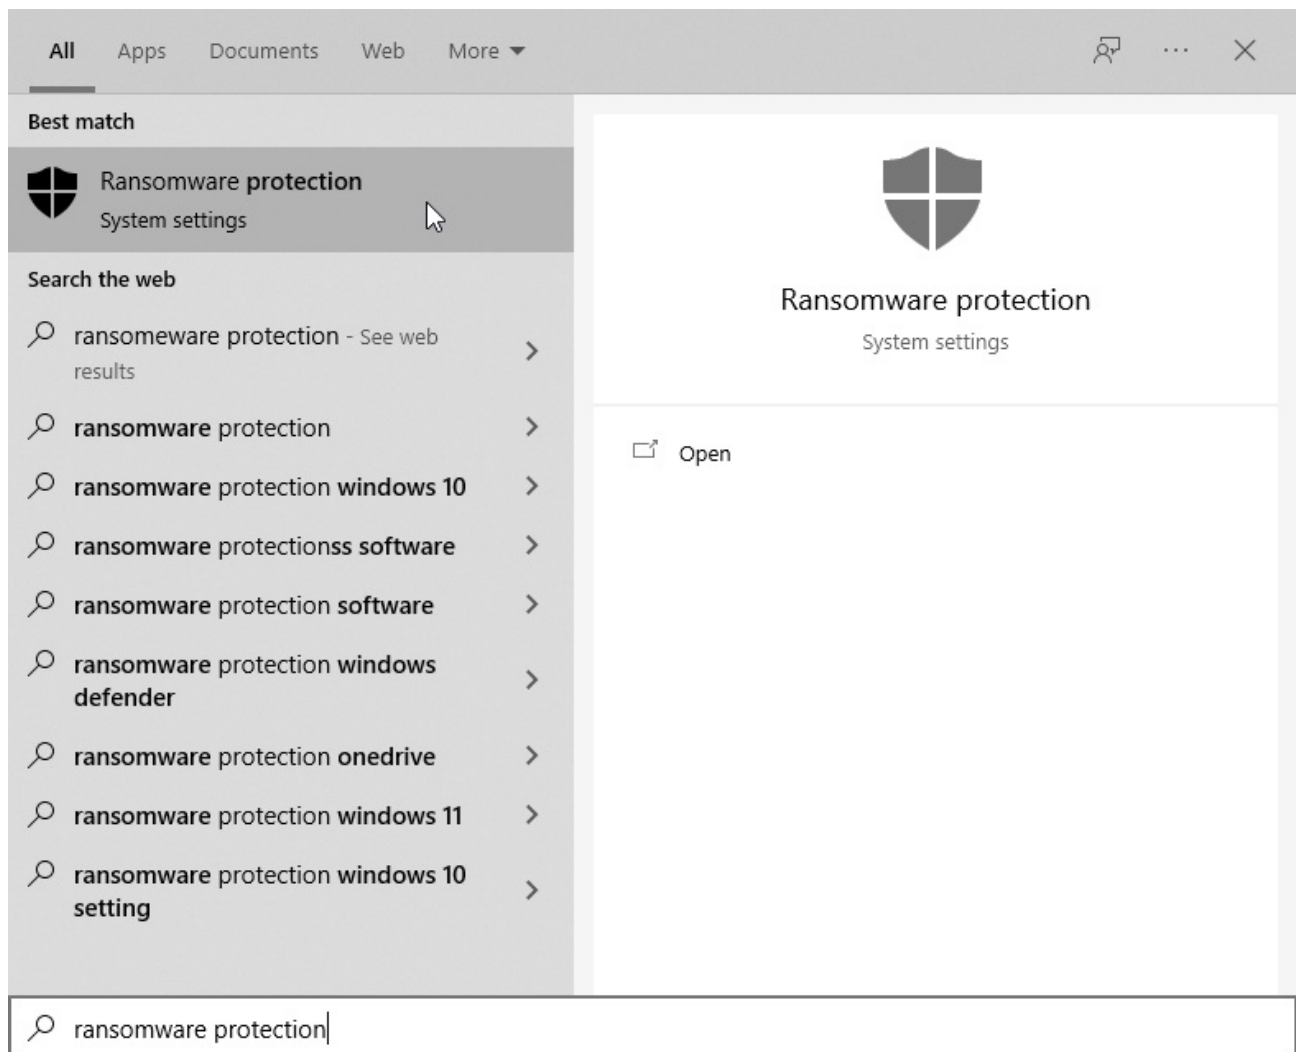 All Apps Documents Web More
Best match
Ransomware protection
System settings
Search the web
ransomeware protection - See web
results
ransomware protection
ransomware protection windows 10
ransomware protectionss software
ransomware protection software
ransomware protection windows
defender
ransomware protection onedrive
ransomware protection windows 11
ransomware protection windows 10
setting
Ransomware protection
System settings
Open
ransomware protection